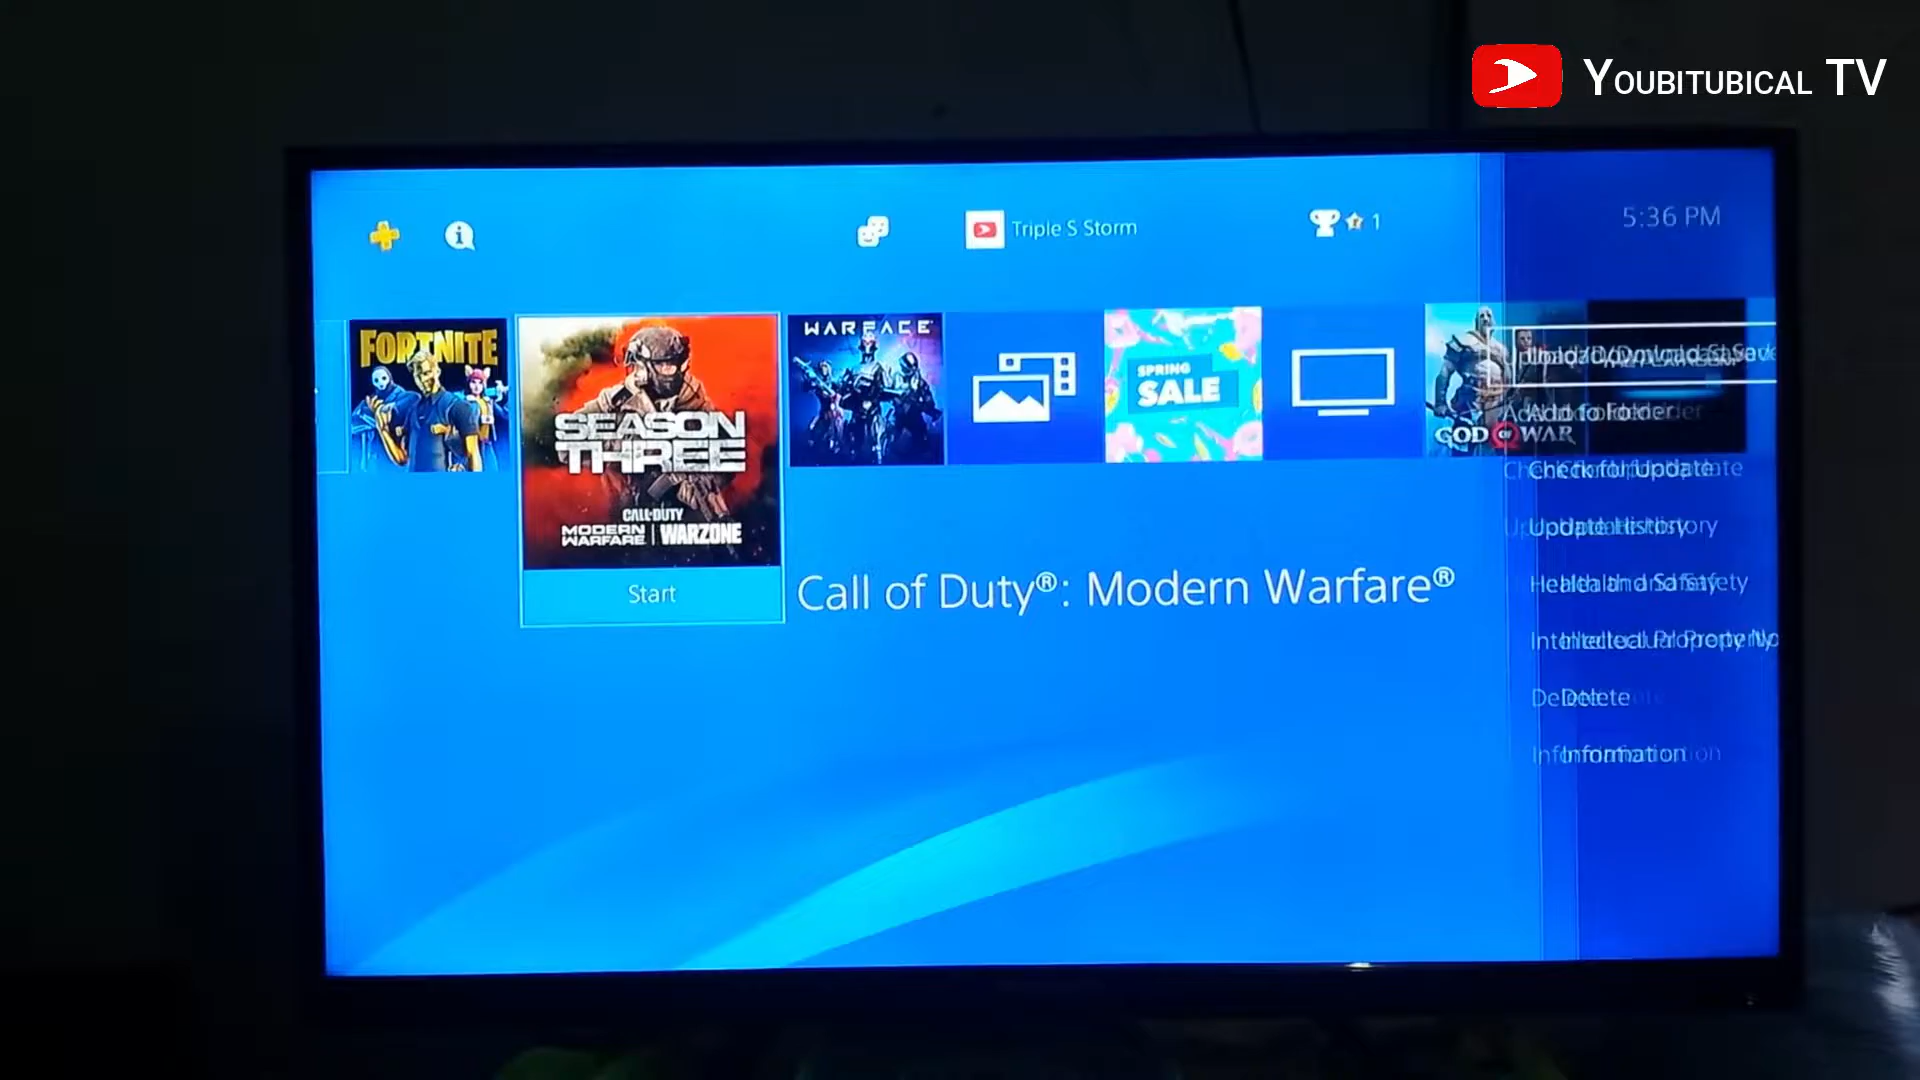 YOUBITUBICAL TV
Triple S Storm
1
5:36 PM
FORTNITE
SEASON
THREE
CALL OF DUTY
MODERN
WARFARE
WARZONE
WARFACE
SPRING
SALE
GOD OF WAR
Start
Call of Duty®: Modern Warfare®
Add to Folder
Check for Update
Update History
Health and Safety
Intellectual Property
Delete
Information